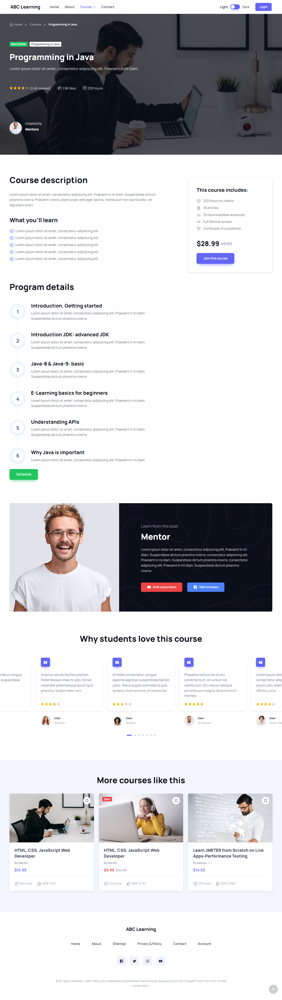 ABC Learning
Home
About
Course
Contact
Light
Dark
Login
Home » Courses » Programming in Java
Best Seller
Programming in Java
Programming in Java
Lorem ipsum dolor sit amet, consectetur adipiscing elit. Praesent in mi diam.
(2.4K reviews)
1.9K likes
220 hours
Created by
Mentors
Course description
Lorem ipsum dolor sit amet, consectetur adipiscing elit. Praesent in mi diam. Suspendisse dictum
pharetra viverra. Praesent viverra ullamcorper velit eget lacinia. Vestibulum non lacinia odio, vel
dignissim lorem.
What you'll learn
Lorem ipsum dolor sit amet, consectetur adipiscing elit.
Lorem ipsum dolor sit amet, consectetur adipiscing elit.
Lorem ipsum dolor sit amet, consectetur adipiscing elit.
Lorem ipsum dolor sit amet, consectetur adipiscing elit.
Lorem ipsum dolor sit amet, consectetur adipiscing elit.
This course includes:
220 hours on videos
18 articles
25 downloadable resources
Full lifetime access
Certificate of completion
$28.99 49.99
Join the course
Program details
1
Introduction. Getting started
Lorem ipsum dolor sit amet, consectetur adipiscing elit. Praesent in mi diam.
Suspendisse dictum pharetra viverra.
2
Introduction JDK: advanced JDK
Lorem ipsum dolor sit amet, consectetur adipiscing elit. Praesent in mi diam.
Suspendisse dictum pharetra viverra.
3
Java-8 & Java-9: basic
Lorem ipsum dolor sit amet, consectetur adipiscing elit. Praesent in mi diam.
Suspendisse dictum pharetra viverra.
4
E-Learning basics for beginners
Lorem ipsum dolor sit amet, consectetur adipiscing elit. Praesent in mi diam.
Suspendisse dictum pharetra viverra.
5
Understanding APIs
Lorem ipsum dolor sit amet, consectetur adipiscing elit. Praesent in mi diam.
Suspendisse dictum pharetra viverra.
6
Why Java is important
Lorem ipsum dolor sit amet, consectetur adipiscing elit. Praesent in mi diam.
Schedule
Learn from the best
Mentor
Lorem ipsum dolor sit amet, consectetur adipiscing elit. Praesent in mi
diam. Suspendisse dictum pharetra viverra. consectetur adipiscing elit.
Praesent in mi diam. Suspendisse dictum pharetra viverra. consectetur
adipiscing elit. Praesent in mi diam. Suspendisse dictum pharetra
viverra.
240k subscribers
180k followers
Why students love this course
ctetur congue
suspendisse
Vivamus iaculis facilisis pretium.
Pellentesque vitae mi odio. Donec
imperdiet pellentesque ipsum quis
pharetra. Nullam dolor sem.
User
Illustrator
Id mollis consectetur congue
egestas egestas suspendisse blandit
justo. Tellus augue commodo id quis
tempus etiam pulvinar at maecenas.
User
Designer
Phasellus luctus nisi id orci
condimentum, at cursus nisl
vestibulum. Orci varius natoque
penatibus et magnis dis parturient
montes.
User
QA Engineer
Lorem ipsum dolo
consectetur adip
ipsum odio, biber
efficitur urna.
User
Project Man
More courses like this
HTML, CSS, JavaScript Web
Developer
By Mentor
$15.99
160 hours
92% (3.1K)
Sale!
HTML, CSS, JavaScript Web
Developer
By Mentor
$9.99 $44.99
210 hours
98% (2.7K)
Learn JMETER from Scratch on Live
Apps-Performance Testing
By Mentor../../
$14.50
120 hours
92% (3.8K)
ABC Learning
Home
About
Sitemap
Privacy & Policy
Contact
Account
© All rights reserved. Lorem odio justo malesuada suspendisse viverra aliquet quisque turpis non. Feugiat in odio non nunc ornare
consectetur.